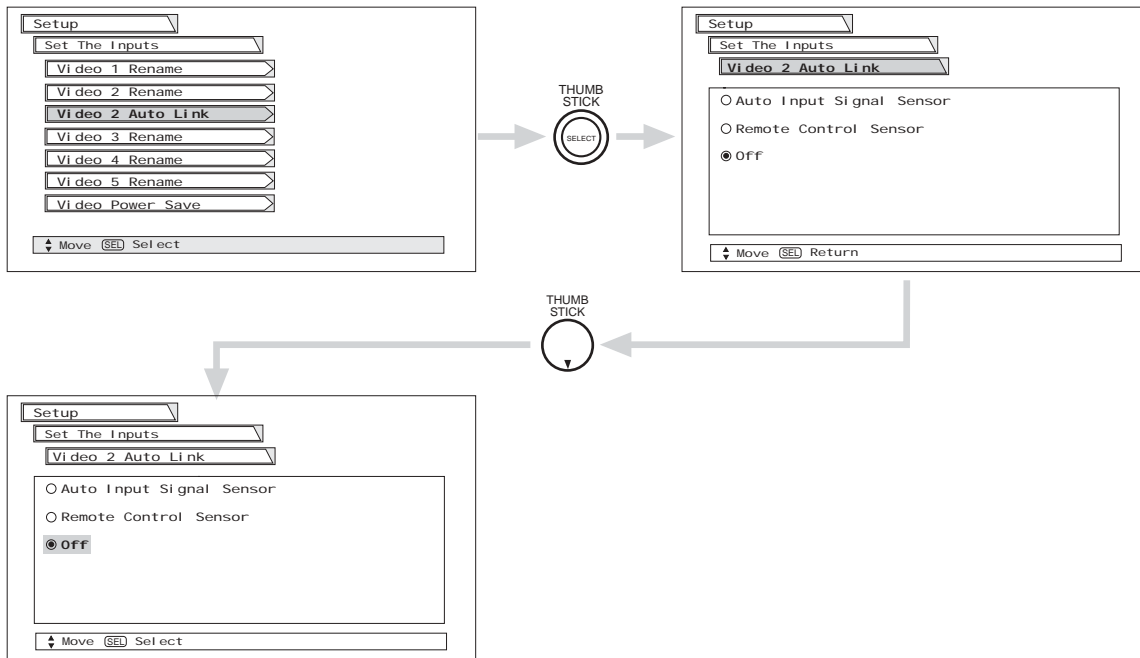 Setup
Set The Inputs
Video 1 Rename
Video 2 Rename
Video 2 Auto Link
Video 3 Rename
Video 4 Rename
Video 5 Rename
Video Power Save
Move SEL Select
THUMB
STICK
SELECT
Setup
Set The Inputs
Video 2 Auto Link
Auto Input Signal Sensor
Remote Control Sensor
Off
Move SEL Return
THUMB
STICK
Setup
Set The Inputs
Video 2 Auto Link
Auto Input Signal Sensor
Remote Control Sensor
Off
Move SEL Select